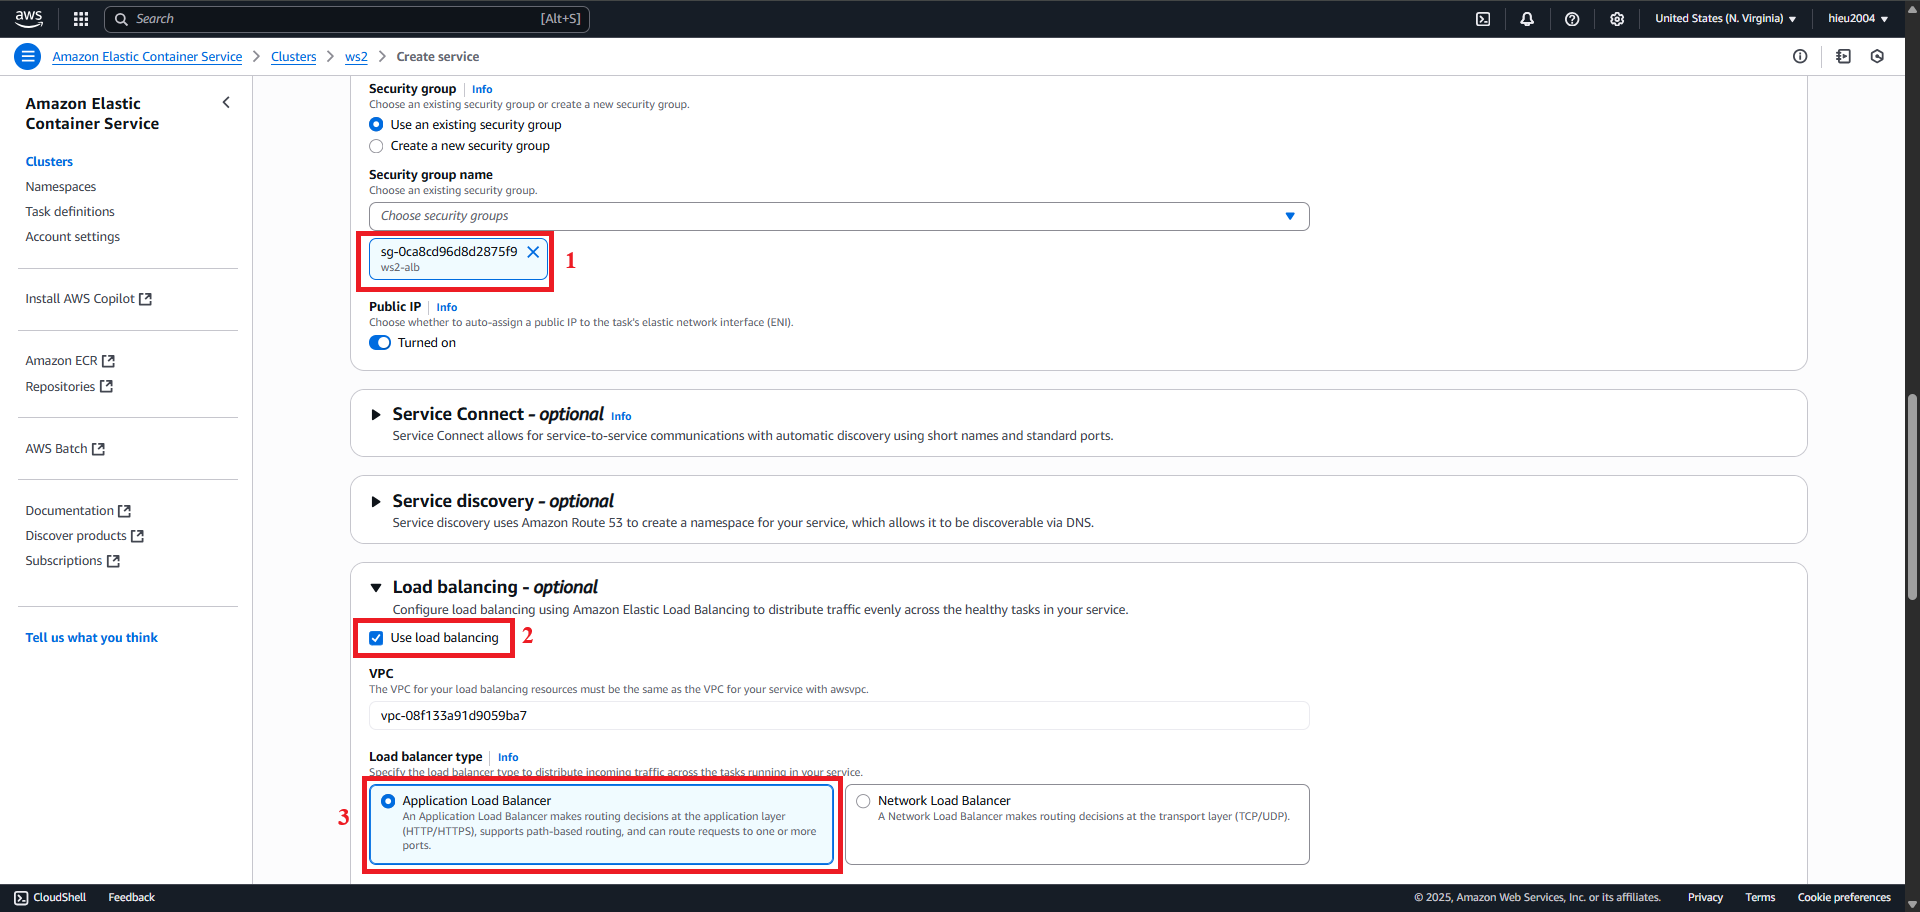 aws
Search [Alt+S]
United States (N. Virginia)
hieu2004
Amazon Elastic Container Service
Clusters
ws2
Create service
Amazon Elastic
Container Service
Clusters
Namespaces
Task definitions
Account settings
Install AWS Copilot
Amazon ECR
Repositories
AWS Batch
Documentation
Discover products
Subscriptions
Tell us what you think
Security group Info
Choose an existing security group or create a new security group.
Use an existing security group
Create a new security group
Security group name
Choose an existing security group.
Choose security groups
sg-0ca8cd96d8d2875f9
ws2-alb
1
Public IP Info
Choose whether to auto-assign a public IP to the task's elastic network interface (ENI).
Turned on
Service Connect - optional Info
Service Connect allows for service-to-service communications with automatic discovery using short names and standard ports.
Service discovery - optional
Service discovery uses Amazon Route 53 to create a namespace for your service, which allows it to be discoverable via DNS.
Load balancing - optional
Configure load balancing using Amazon Elastic Load Balancing to distribute traffic evenly across the healthy tasks in your service.
Use load balancing
2
VPC
The VPC for your load balancing resources must be the same as the VPC for your service with awsvpc.
vpc-08f133a91d9059ba7
Load balancer type Info
Specify the load balancer type to distribute incoming traffic across the tasks running in your service.
3
Application Load Balancer
An Application Load Balancer makes routing decisions at the application layer
(HTTP/HTTPS), supports path-based routing, and can route requests to one or more
ports.
Network Load Balancer
A Network Load Balancer makes routing decisions at the transport layer (TCP/UDP).
CloudShell
Feedback
© 2025, Amazon Web Services, Inc. or its affiliates.
Privacy
Terms
Cookie preferences